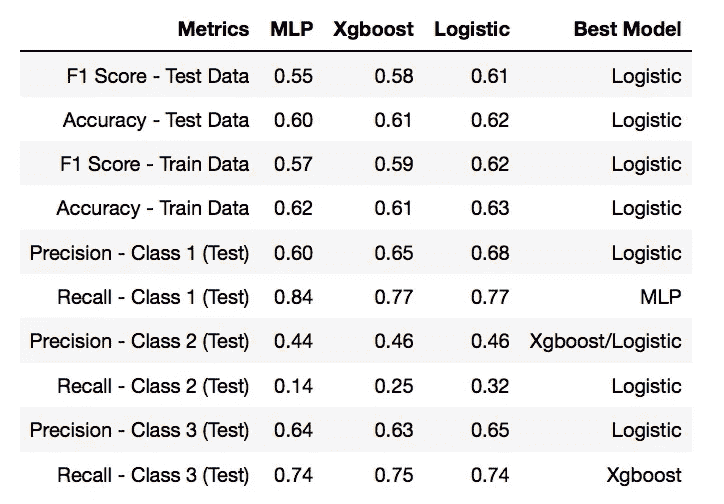 Metrics MLP Xgboost Logistic Best Model
F1 Score - Test Data 0.55 0.58 0.61 Logistic
Accuracy - Test Data 0.60 0.61 0.62 Logistic
F1 Score - Train Data 0.57 0.59 0.62 Logistic
Accuracy - Train Data 0.62 0.61 0.63 Logistic
Precision - Class 1 (Test) 0.60 0.65 0.68 Logistic
Recall - Class 1 (Test) 0.84 0.77 0.77 MLP
Precision - Class 2 (Test) 0.44 0.46 0.46 Xgboost/Logistic
Recall - Class 2 (Test) 0.14 0.25 0.32 Logistic
Precision - Class 3 (Test) 0.64 0.63 0.65 Logistic
Recall - Class 3 (Test) 0.74 0.75 0.74 Xgboost